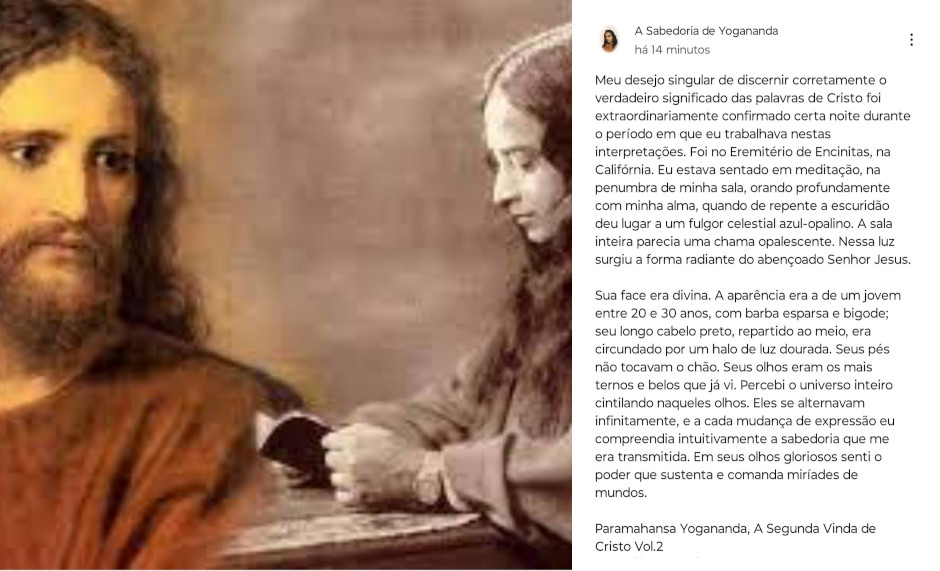 A Sabedoria de Yogananda
há 14 minutos
Meu desejo singular de discernir corretamente o
verdadeiro significado das palavras de Cristo foi
extraordinariamente confirmado certa noite durante
o período em que eu trabalhava nestas
interpretações. Foi no Eremitério de Encinitas, na
Califórnia. Eu estava sentado em meditação, na
penumbra de minha sala, orando profundamente
com minha alma, quando de repente a escuridão
deu lugar a um fulgor celestial azul-opalino. A sala
inteira parecia uma chama opalescente. Nessa luz
surgiu a forma radiante do abençoado Senhor Jesus.
Sua face era divina. A aparência era a de um jovem
entre 20 e 30 anos, com barba esparsa e bigode;
seu longo cabelo preto, repartido ao meio, era
circundado por um halo de luz dourada. Seus pés
não tocavam o chão. Seus olhos eram os mais
ternos e belos que já vi. Percebi o universo inteiro
cintilando naqueles olhos. Eles se alternavam
infinitamente, e a cada mudança de expressão eu
compreendia intuitivamente a sabedoria que me
era transmitida. Em seus olhos gloriosos senti o
poder que sustenta e comanda miríades de
mundos.
Paramahansa Yogananda, A Segunda Vinda de
Cristo Vol.2